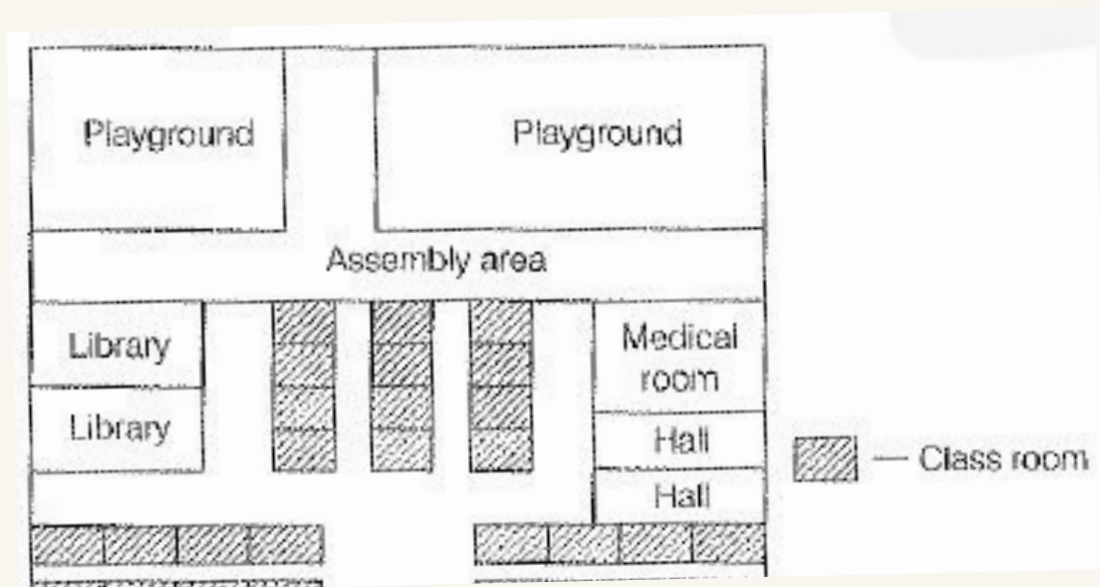 Playground
Playground
Assembly area
Library
Medical
room
Library
Hall
Class room
Hall